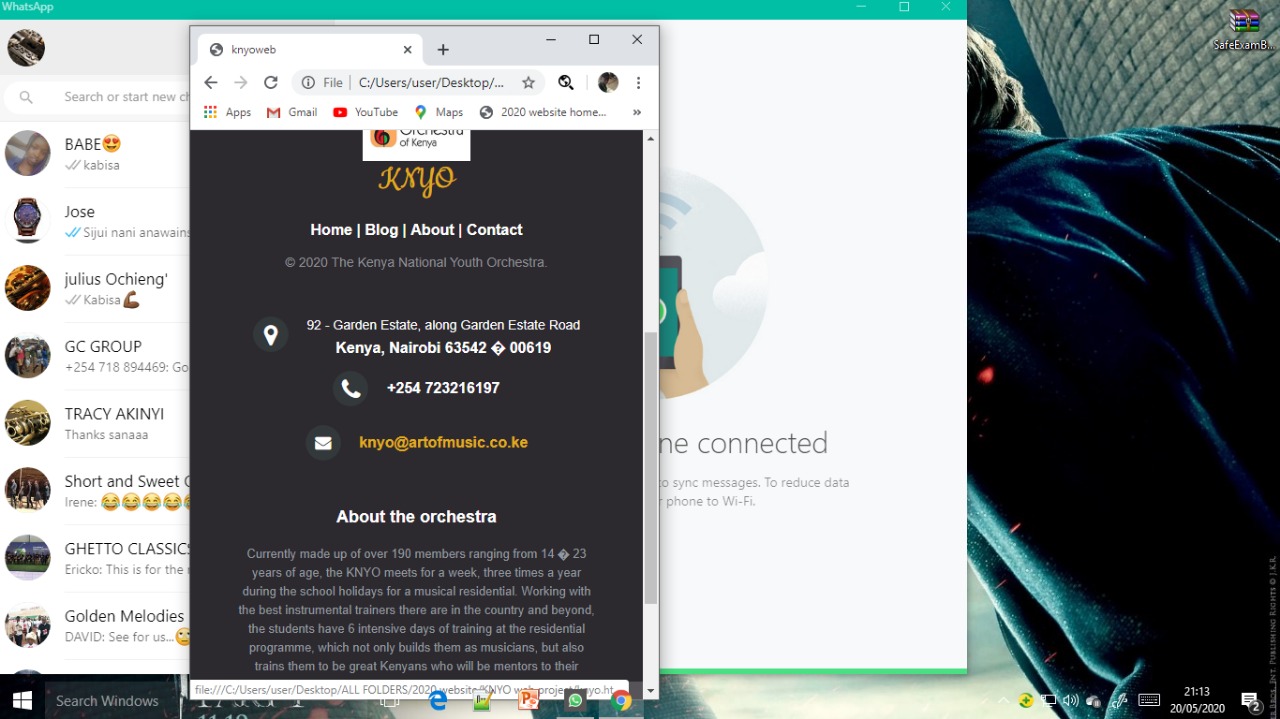 WhatsApp
SafeExamB...
knyoweb
File
C:/Users/user/Desktop/...
Apps
Gmail
YouTube
Maps
2020 website home...
»
Search or start new ch
BABE😍
kabisa
Jose
Sijui nani anawains
julius Ochieng'
Kabisa💪🏾
GC GROUP
+254 718 894469: Go
TRACY AKINYI
Thanks sanaaa
Short and Sweet
Irene: 😂😂😂😂
GHETTO CLASSICS
Ericko: This is for the
Golden Melodies
DAVID: See for us...🙄
Orchestra
of Kenya
KNYO
Home | Blog | About | Contact
© 2020 The Kenya National Youth Orchestra.
92 - Garden Estate, along Garden Estate Road
Kenya, Nairobi 63542 � 00619
+254 723216197
knyo@artofmusic.co.ke
About the orchestra
Currently made up of over 190 members ranging from 14 � 23
years of age, the KNYO meets for a week, three times a year
during the school holidays for a musical residential. Working with
the best instrumental trainers there are in the country and beyond,
the students have 6 intensive days of training at the residential
programme, which not only builds them as musicians, but also
trains them to be great Kenyans who will be mentors to their
file:///C:/Users/user/Desktop/ALL FOLDERS/2020 website/KNYO web project/knyo.ht...
ne connected
to sync messages. To reduce data
r phone to Wi-Fi.
Search Windows
21:13
20/05/2020
2